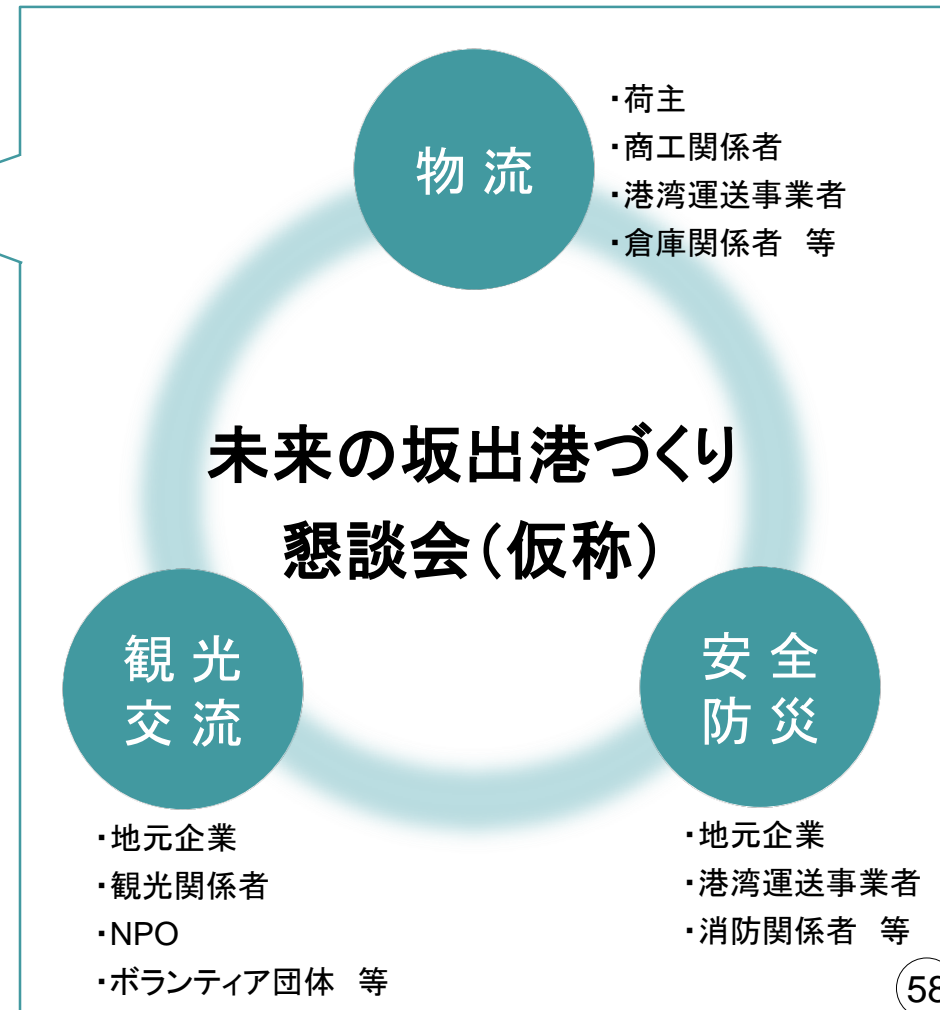 物流
・荷主
・商工関係者
・港湾運送事業者
・倉庫関係者　等
未来の坂出港づくり
懇談会（仮称）
観光
交流
・地元企業
・観光関係者
・NPO
・ボランティア団体　等
安全
防災
・地元企業
・港湾運送事業者
・消防関係者　等
58